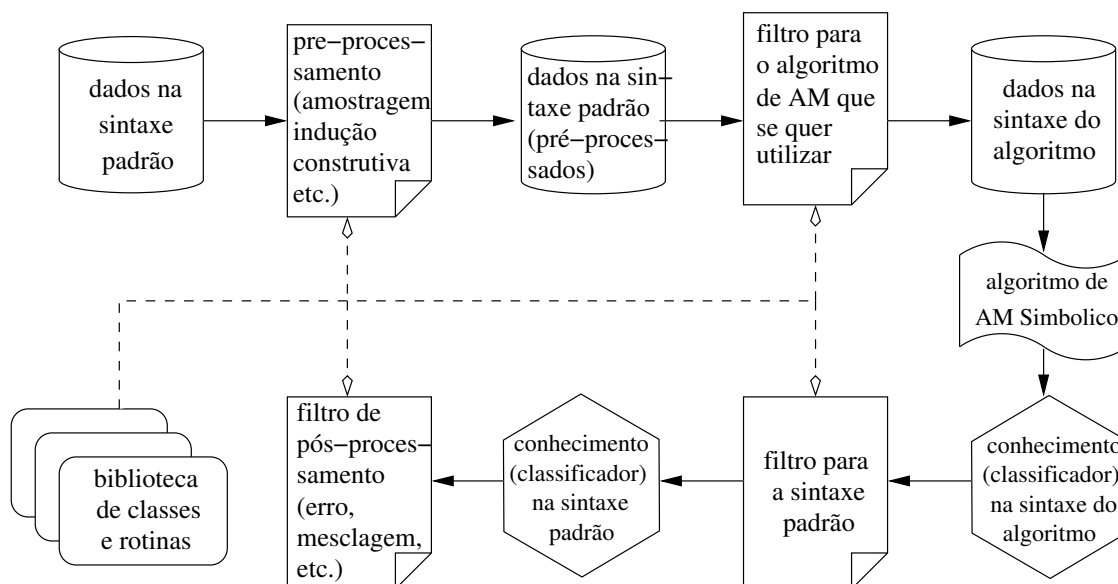 dados na
sintaxe
padrão
pre–proces–
samento
(amostragem
indução
construtiva
etc.)
dados na sin–
taxe padrão
(pré–proces–
sados)
filtro para
o algoritmo
de AM que
se quer
utilizar
dados na
sintaxe do
algoritmo
algoritmo de
AM Simbolico
biblioteca
de classes
e rotinas
filtro de
pós–proces–
samento
(erro,
mesclagem,
etc.)
conhecimento
(classificador)
na sintaxe
padrão
filtro para
a sintaxe
padrão
conhecimento
(classificador)
na sintaxe do
algoritmo